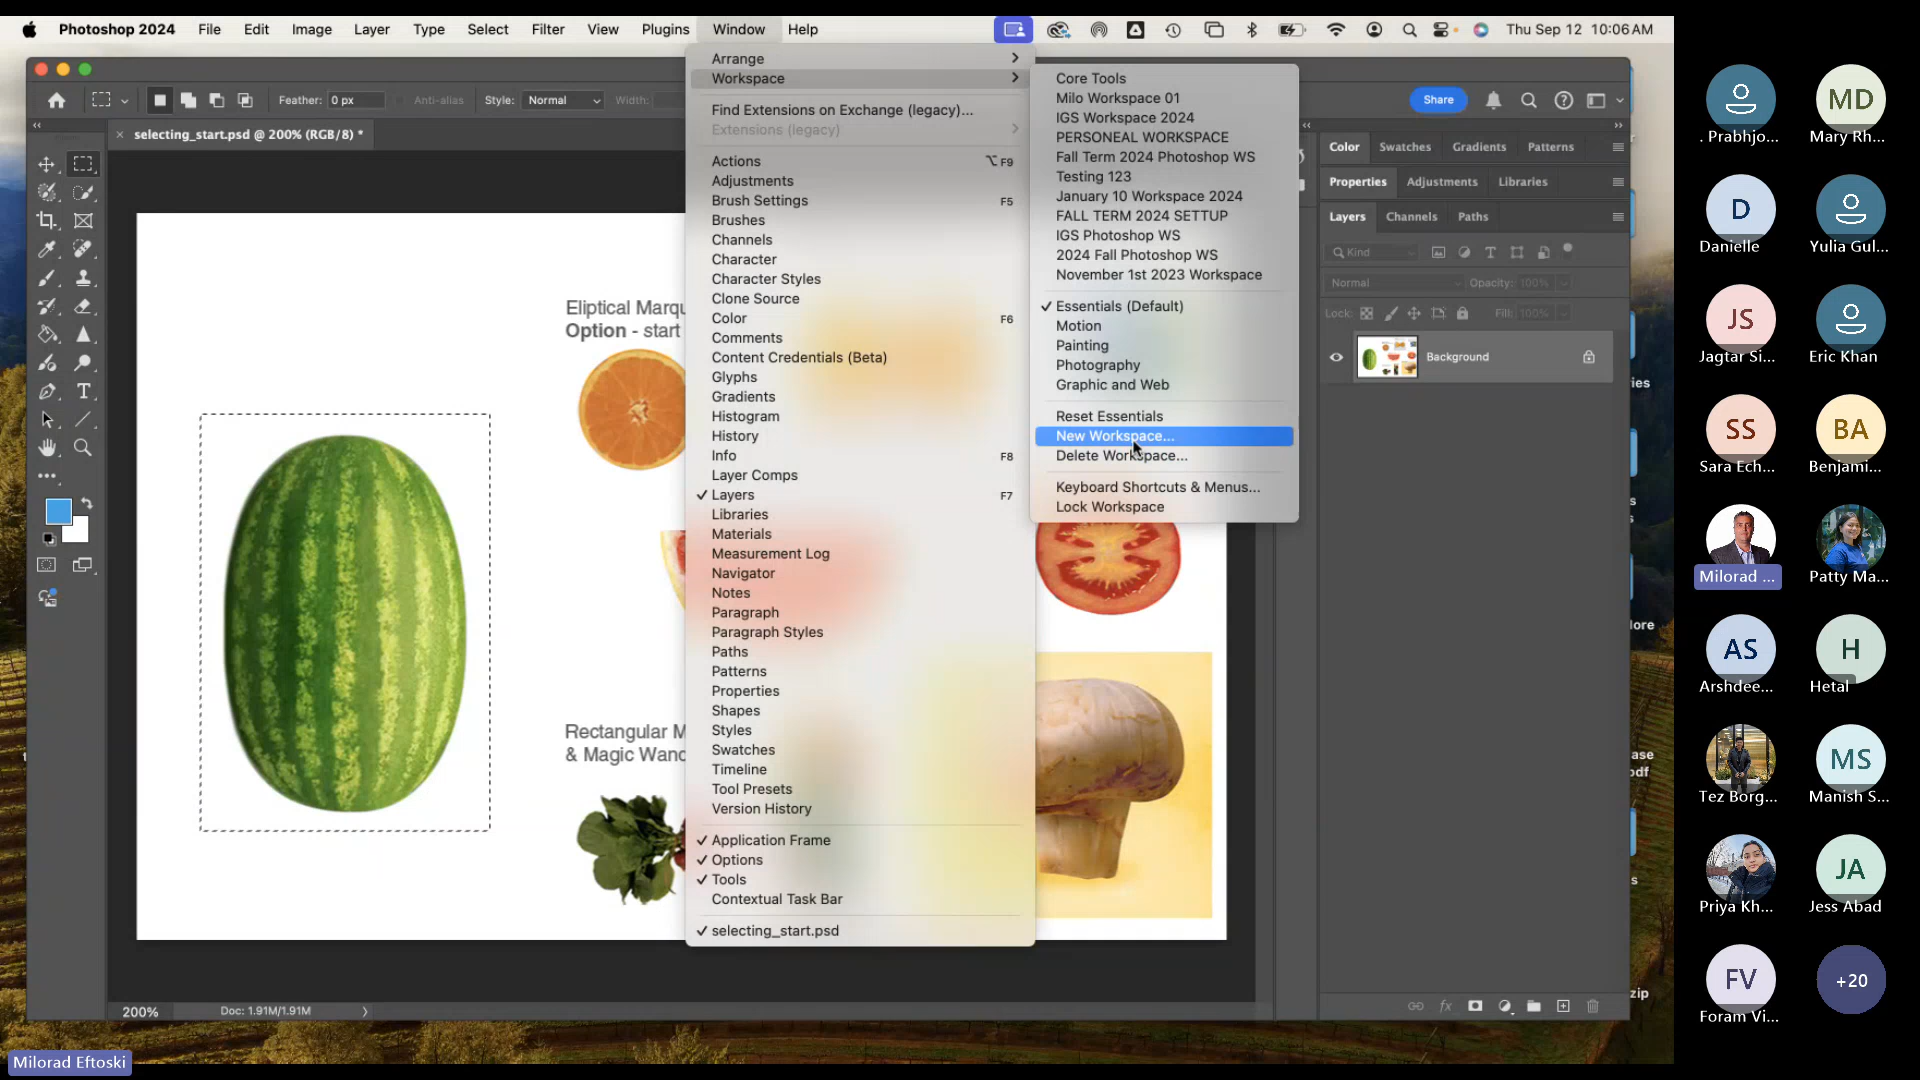 Photoshop 2024 File Edit Image Layer Type Select Filter View Plugins Window Help Thu Sep 12 10:06 AM
Feather: 0 px Anti-alias Style: Normal Width: Share
selecting_start.psd @ 200% (RGB/8) *
Eliptical Marqu
Option - start
Rectangular M
& Magic Wand
200% Doc: 1.91M/1.91M
Arrange
Workspace
Find Extensions on Exchange (legacy)...
Extensions (legacy)
Actions ⌥F9
Adjustments
Brush Settings F5
Brushes
Channels
Character
Character Styles
Clone Source
Color F6
Comments
Content Credentials (Beta)
Glyphs
Gradients
Histogram
History
Info F8
Layer Comps
✓ Layers F7
Libraries
Materials
Measurement Log
Navigator
Notes
Paragraph
Paragraph Styles
Paths
Patterns
Properties
Shapes
Styles
Swatches
Timeline
Tool Presets
Version History
✓ Application Frame
✓ Options
✓ Tools
Contextual Task Bar
✓ selecting_start.psd
Core Tools
Milo Workspace 01
IGS Workspace 2024
PERSONEAL WORKSPACE
Fall Term 2024 Photoshop WS
Testing 123
January 10 Workspace 2024
FALL TERM 2024 SETTUP
IGS Photoshop WS
2024 Fall Photoshop WS
November 1st 2023 Workspace
✓ Essentials (Default)
Motion
Painting
Photography
Graphic and Web
Reset Essentials
New Workspace...
Delete Workspace...
Keyboard Shortcuts & Menus...
Lock Workspace
Color Swatches Gradients Patterns
Properties Adjustments Libraries
Layers Channels Paths
Kind
Normal Opacity: 100%
Lock: Fill: 100%
Background
ies
s
s
lore
ase
odf
s
zip
. Prabhjo...
MD
Mary Rh...
D
Danielle
Yulia Gul...
JS
Jagtar Si...
Eric Khan
SS
Sara Ech...
BA
Benjami...
Milorad ...
Patty Ma...
AS
Arshdee...
H
Hetal
Tez Borg...
MS
Manish S...
Priya Kh...
JA
Jess Abad
FV
Foram Vi...
+20
Milorad Eftoski